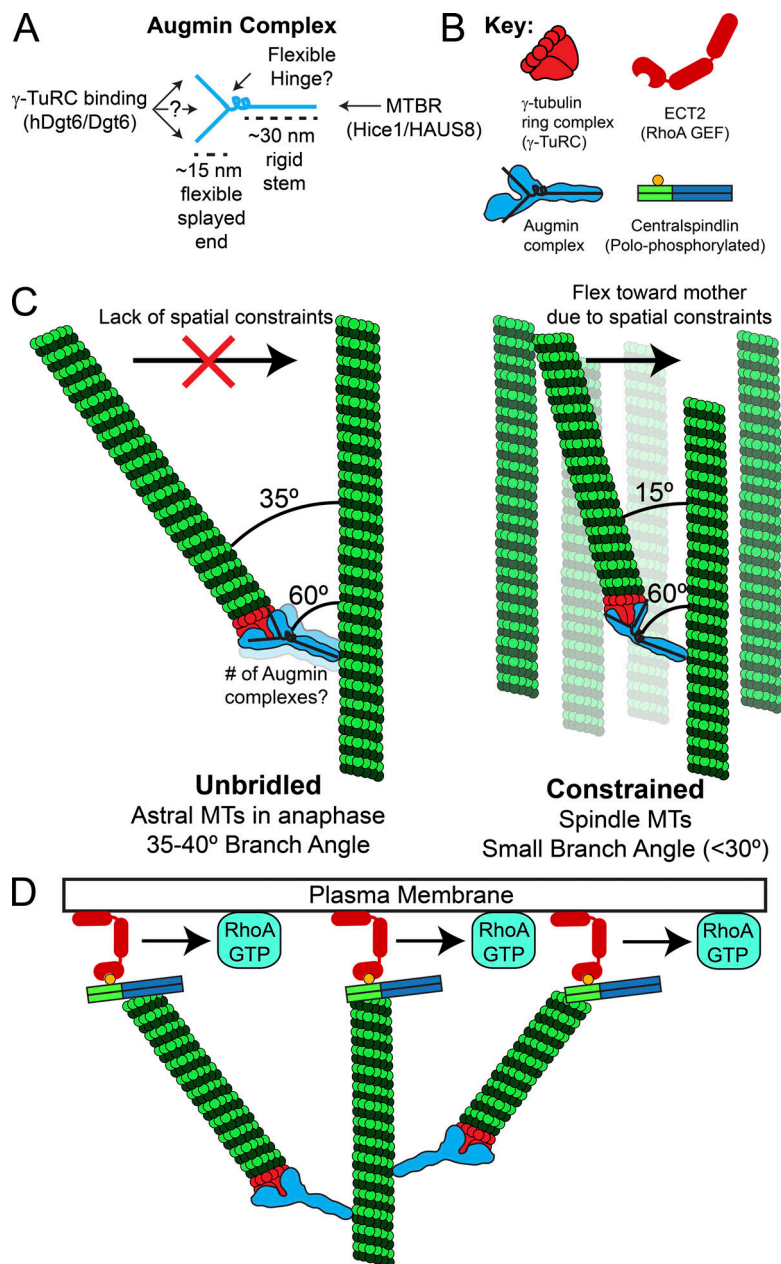 A
Augmin Complex
γ-TuRC binding
(hDgt6/Dgt6)
?
Flexible
Hinge?
MTBR
(Hice1/HAUS8)
~30 nm
rigid
stem
~15 nm
flexible
splayed
end
B
Key:
γ-tubulin
ring complex
(γ-TuRC)
ECT2
(RhoA GEF)
Augmin
complex
Centralspindlin
(Polo-phosphorylated)
C
Lack of spatial constraints
35º
60º
# of Augmin
complexes?
Unbridled
Astral MTs in anaphase
35-40º Branch Angle
Flex toward mother
due to spatial constraints
15º
60º
Constrained
Spindle MTs
Small Branch Angle (<30º)
D
Plasma Membrane
RhoA
GTP
RhoA
GTP
RhoA
GTP